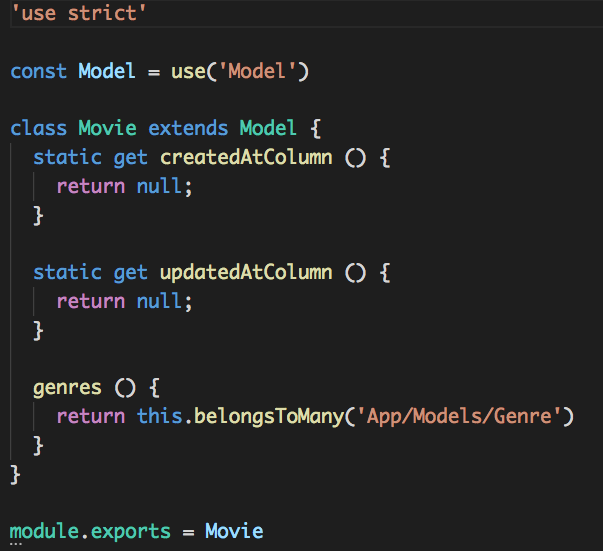 'use strict'
const Model = use('Model')
class Movie extends Model {
static get createdAtColumn () {
return null;
}
static get updatedAtColumn () {
return null;
}
genres () {
return this.belongsToMany('App/Models/Genre')
}
}
module.exports = Movie